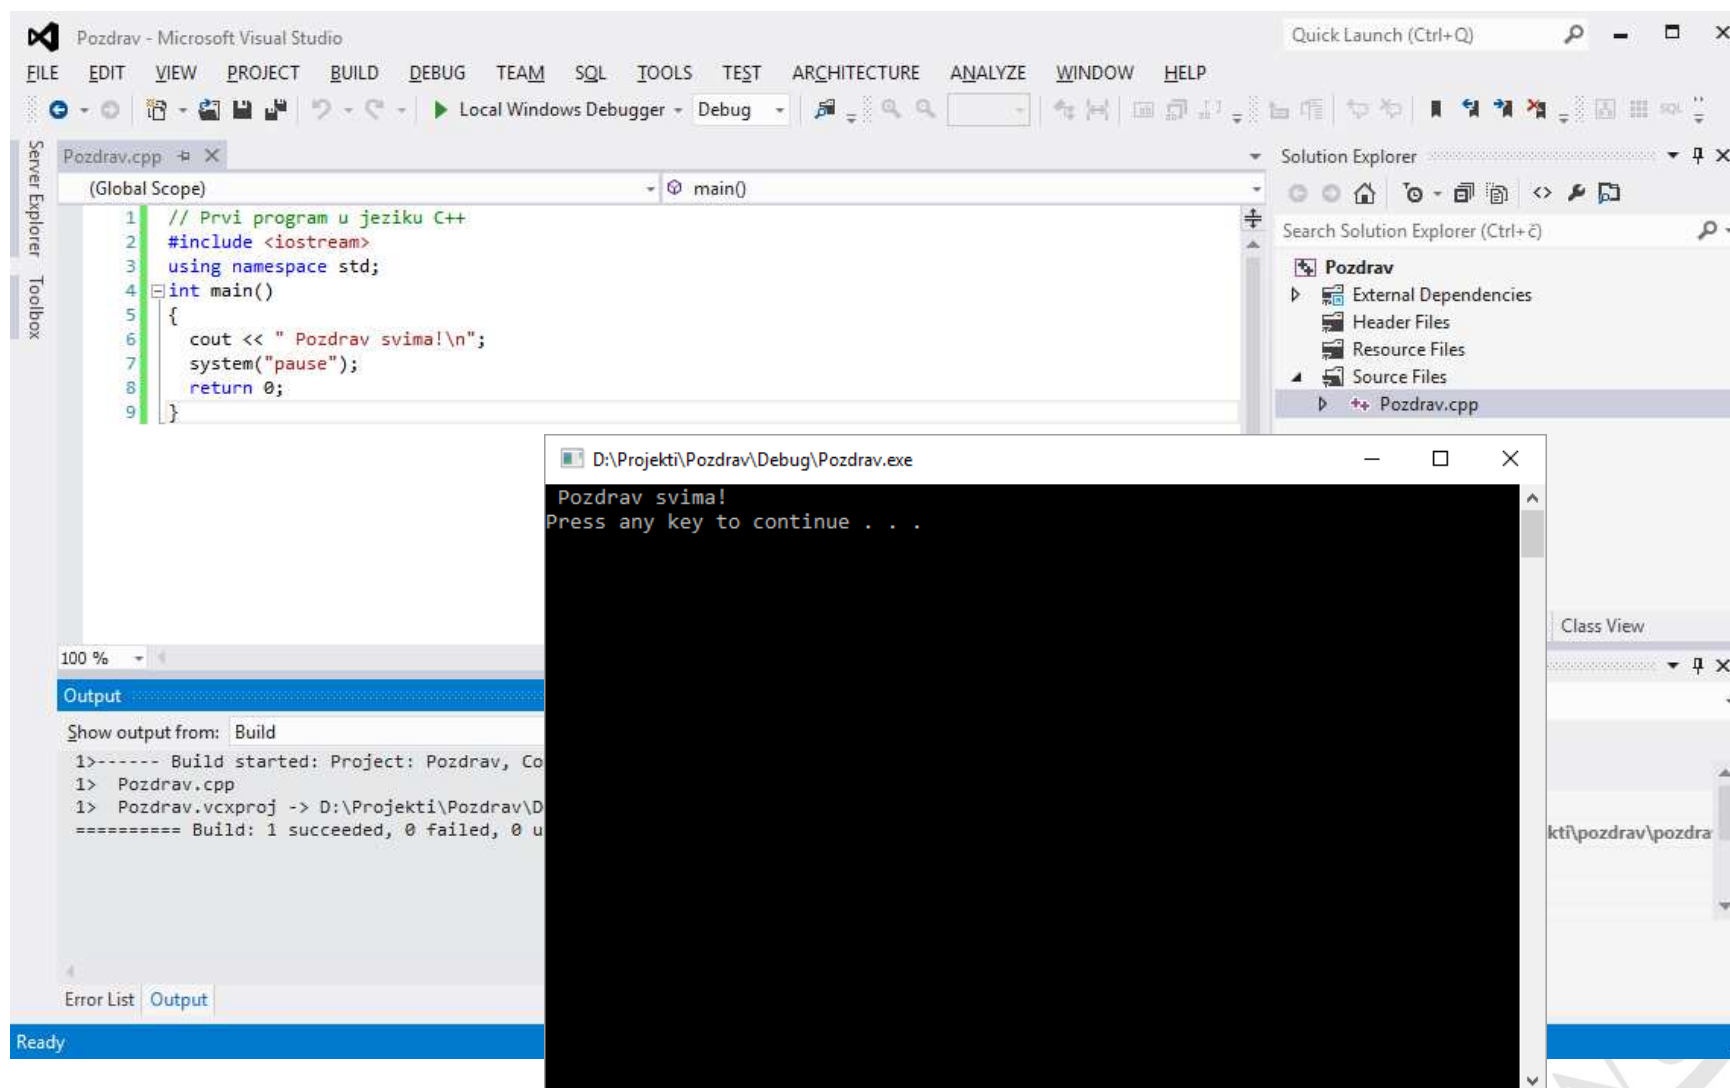 Pozdrav - Microsoft Visual Studio
Quick Launch (Ctrl+Q)
FILE EDIT VIEW PROJECT BUILD DEBUG TEAM SQL TOOLS TEST ARCHITECTURE ANALYZE WINDOW HELP
Local Windows Debugger Debug
SQL
Server Explorer
Toolbox
Pozdrav.cpp
(Global Scope) main()
1 // Prvi program u jeziku C++
2 #include <iostream>
3 using namespace std;
4 int main()
5 {
6 cout << " Pozdrav svima!\n";
7 system("pause");
8 return 0;
9 }
Solution Explorer
Search Solution Explorer (Ctrl+č)
Pozdrav
External Dependencies
Header Files
Resource Files
Source Files
Pozdrav.cpp
D:\Projekti\Pozdrav\Debug\Pozdrav.exe
Pozdrav svima!
Press any key to continue . . .
Class View
100 %
Output
Show output from: Build
1>------ Build started: Project: Pozdrav, Co
1> Pozdrav.cpp
1> Pozdrav.vcxproj -> D:\Projekti\Pozdrav\D
========== Build: 1 succeeded, 0 failed, 0 u
kti\pozdrav\pozdra
Error List Output
Ready